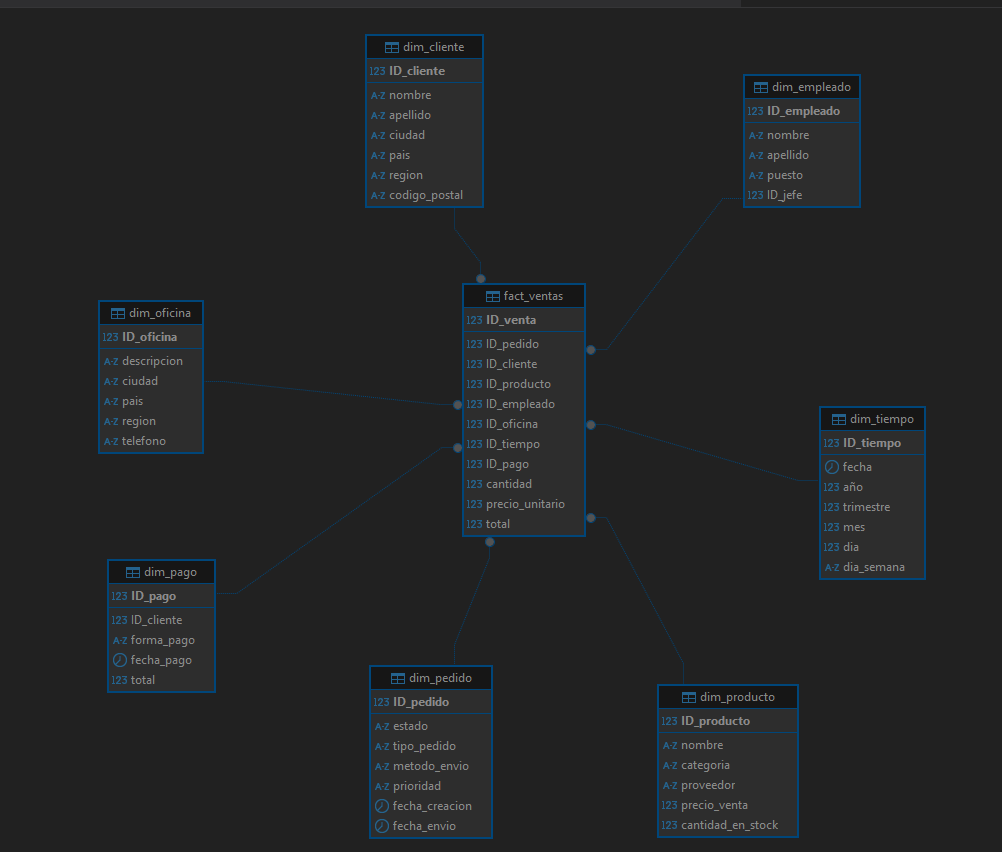 dim_cliente
123 ID_cliente
A-Z nombre
A-Z apellido
A-Z ciudad
A-Z pais
A-Z region
A-Z codigo_postal
dim_empleado
123 ID_empleado
A-Z nombre
A-Z apellido
A-Z puesto
123 ID_jefe
fact_ventas
123 ID_venta
123 ID_pedido
123 ID_cliente
123 ID_producto
123 ID_empleado
123 ID_oficina
123 ID_tiempo
123 ID_pago
123 cantidad
123 precio_unitario
123 total
dim_oficina
123 ID_oficina
A-Z descripcion
A-Z ciudad
A-Z pais
A-Z region
A-Z telefono
dim_tiempo
123 ID_tiempo
fecha
123 año
123 trimestre
123 mes
123 dia
A-Z dia_semana
dim_pago
123 ID_pago
123 ID_cliente
A-Z forma_pago
fecha_pago
123 total
dim_pedido
123 ID_pedido
A-Z estado
A-Z tipo_pedido
A-Z metodo_envio
A-Z prioridad
fecha_creacion
fecha_envio
dim_producto
123 ID_producto
A-Z nombre
A-Z categoria
A-Z proveedor
123 precio_venta
123 cantidad_en_stock